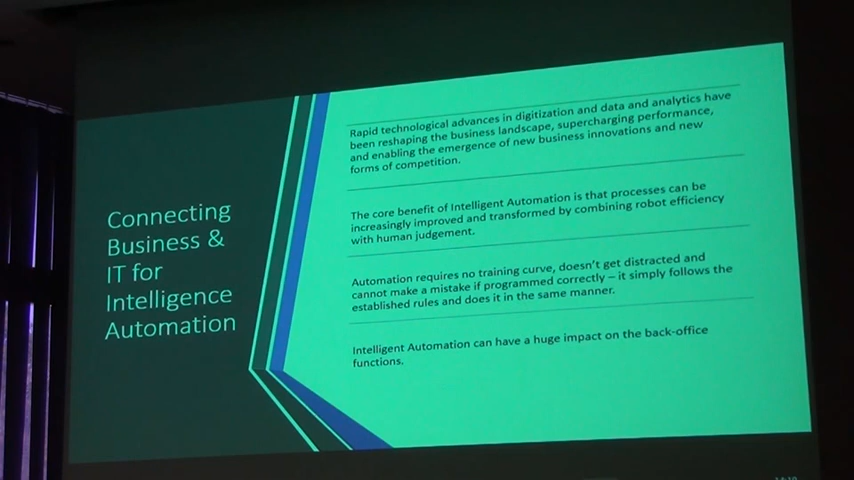 Connecting
Business &
IT for
Intelligence
Automation
Rapid technological advances in digitization and data and analytics have
been reshaping the business landscape, supercharging performance,
and enabling the emergence of new business innovations and new
forms of competition.
The core benefit of Intelligent Automation is that processes can be
increasingly improved and transformed by combining robot efficiency
with human judgement.
Automation requires no training curve, doesn't get distracted and
cannot make a mistake if programmed correctly – it simply follows the
established rules and does it in the same manner.
Intelligent Automation can have a huge impact on the back-office
functions.